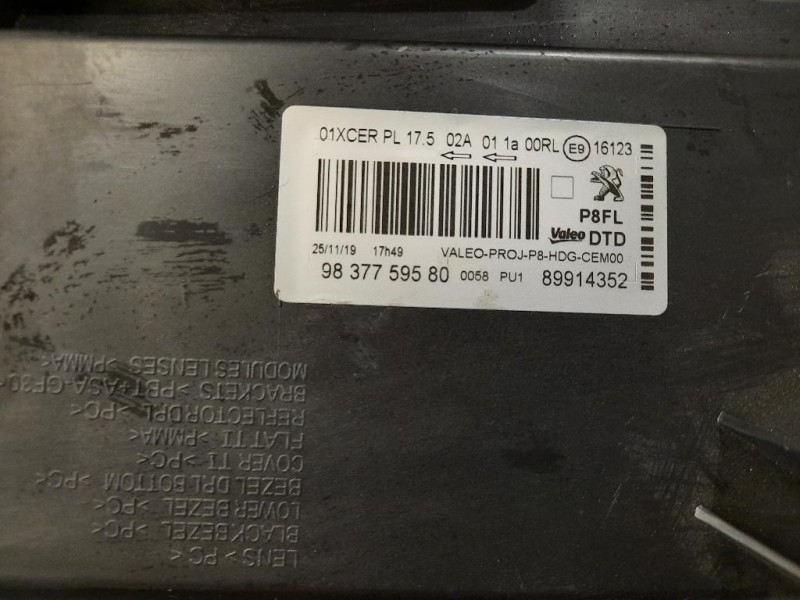 01XCER PL 17.5 02A 01 1a 00RL E9 16123
P8FL
Valeo DTD
25/11/19 17h49 VALEO-PROJ-P8-HDG-CEM00
98 377 595 80 0058 PU1 89914352
LENS >PC<
BLACK BEZEL >PC<
LOWER BEZEL >PC<
BEZEL DRL BOTTOM >PC<
COVER TI >PC<
FLAT TI >PMMA<
REFLECTOR DRL >PC<
BRACKETS >PBT+ASA-GF30<
MODULES LENSES >PMMA<